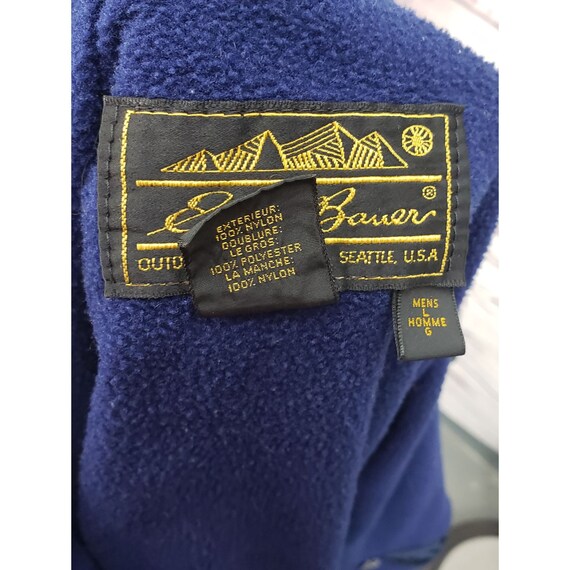 Bauer ®
SEATTLE, U.S.A
EXTERIEUR:
100% NYLON
DOUBLURE:
LE GROS:
100% POLYESTER
LA MANCHE:
100% NYLON
MENS
L
HOMME
G